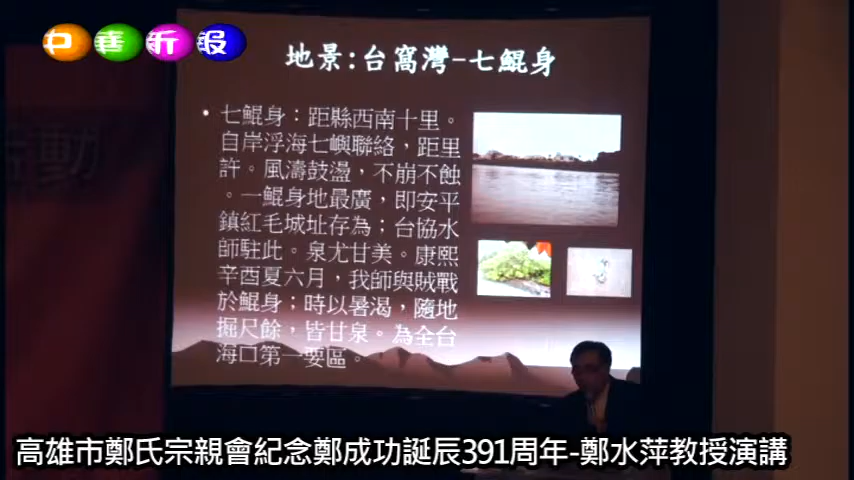 中華新报
地景:台窩灣-七鯤身
活動
• 七鯤身：距縣西南十里。
自岸浮海七嶼聯絡，距里
許。風濤鼓盪，不崩不蝕
。一鯤身地最廣，即安平
鎮紅毛城址存為；台協水
師駐此。泉尤甘美。康熙
辛酉夏六月，我師與賊戰
於鯤身；時以暑渴，隨地
掘尺餘，皆甘泉。為全台
海口第一要區。
高雄市鄭氏宗親會紀念鄭成功誕辰391周年-鄭水萍教授演講